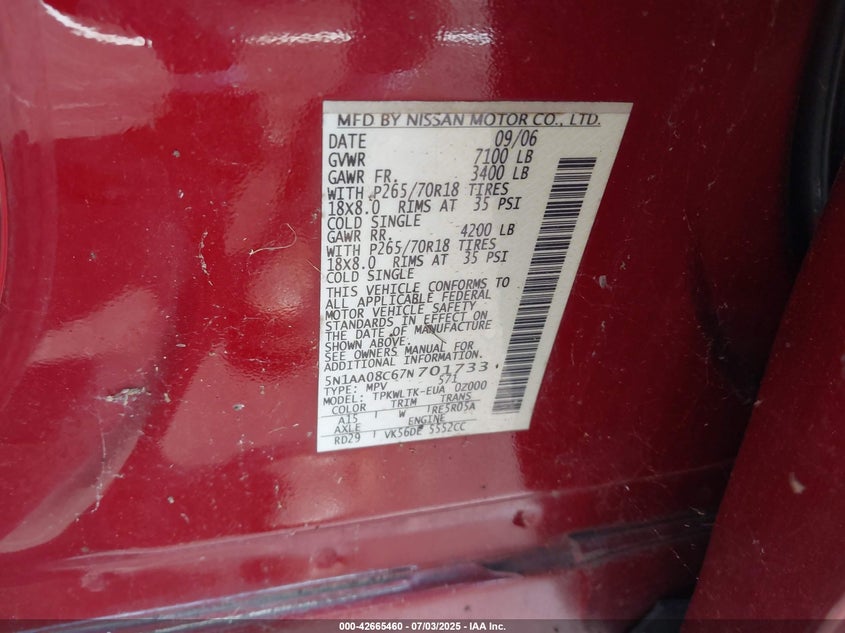 MFD BY NISSAN MOTOR CO., LTD.
DATE 09/06
GVWR 7100 LB
GAWR FR. 3400 LB
WITH P265/70R18 TIRES
18X8.0 RIMS AT 35 PSI
COLD SINGLE
GAWR RR. 4200 LB
WITH P265/70R18 TIRES
18X8.0 RIMS AT 35 PSI
COLD SINGLE
THIS VEHICLE CONFORMS TO
ALL APPLICABLE FEDERAL
MOTOR VEHICLE SAFETY
STANDARDS IN EFFECT ON
THE DATE OF MANUFACTURE
SHOWN ABOVE.
SEE OWNERS MANUAL FOR
ADDITIONAL INFORMATION.
5N1AA08C67N701733
TYPE: MPV 571
MODEL: TPKWLTK-EUA 02000
COLOR TRIM TRANS
A15 W RE5R05A
AXLE ENGINE
RD29 VK56DE 5552CC
000-42665460 - 07/03/2025 - IAA Inc.